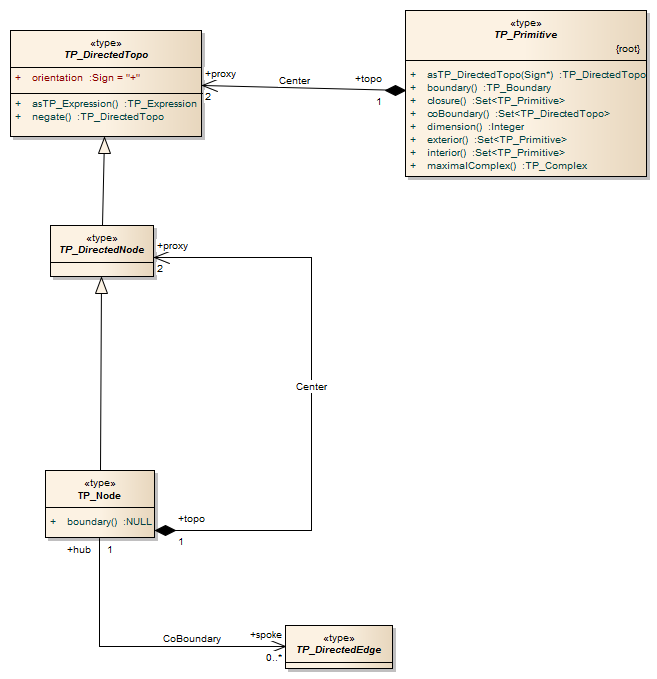 «type»
TP_DirectedTopo
+ orientation :Sign = "+"
+ asTP_Expression() :TP_Expression
+ negate() :TP_DirectedTopo
+proxy
2
Center
+topo
1
«type»
TP_Primitive
{root}
+ asTP_DirectedTopo(Sign*) :TP_DirectedTopo
+ boundary() :TP_Boundary
+ closure() :Set<TP_Primitive>
+ coBoundary() :Set<TP_DirectedTopo>
+ dimension() :Integer
+ exterior() :Set<TP_Primitive>
+ interior() :Set<TP_Primitive>
+ maximalComplex() :TP_Complex
«type»
TP_DirectedNode
+proxy
2
Center
«type»
TP_Node
+ boundary() :NULL
+topo
1
+hub
1
CoBoundary
+spoke
0..*
«type»
TP_DirectedEdge